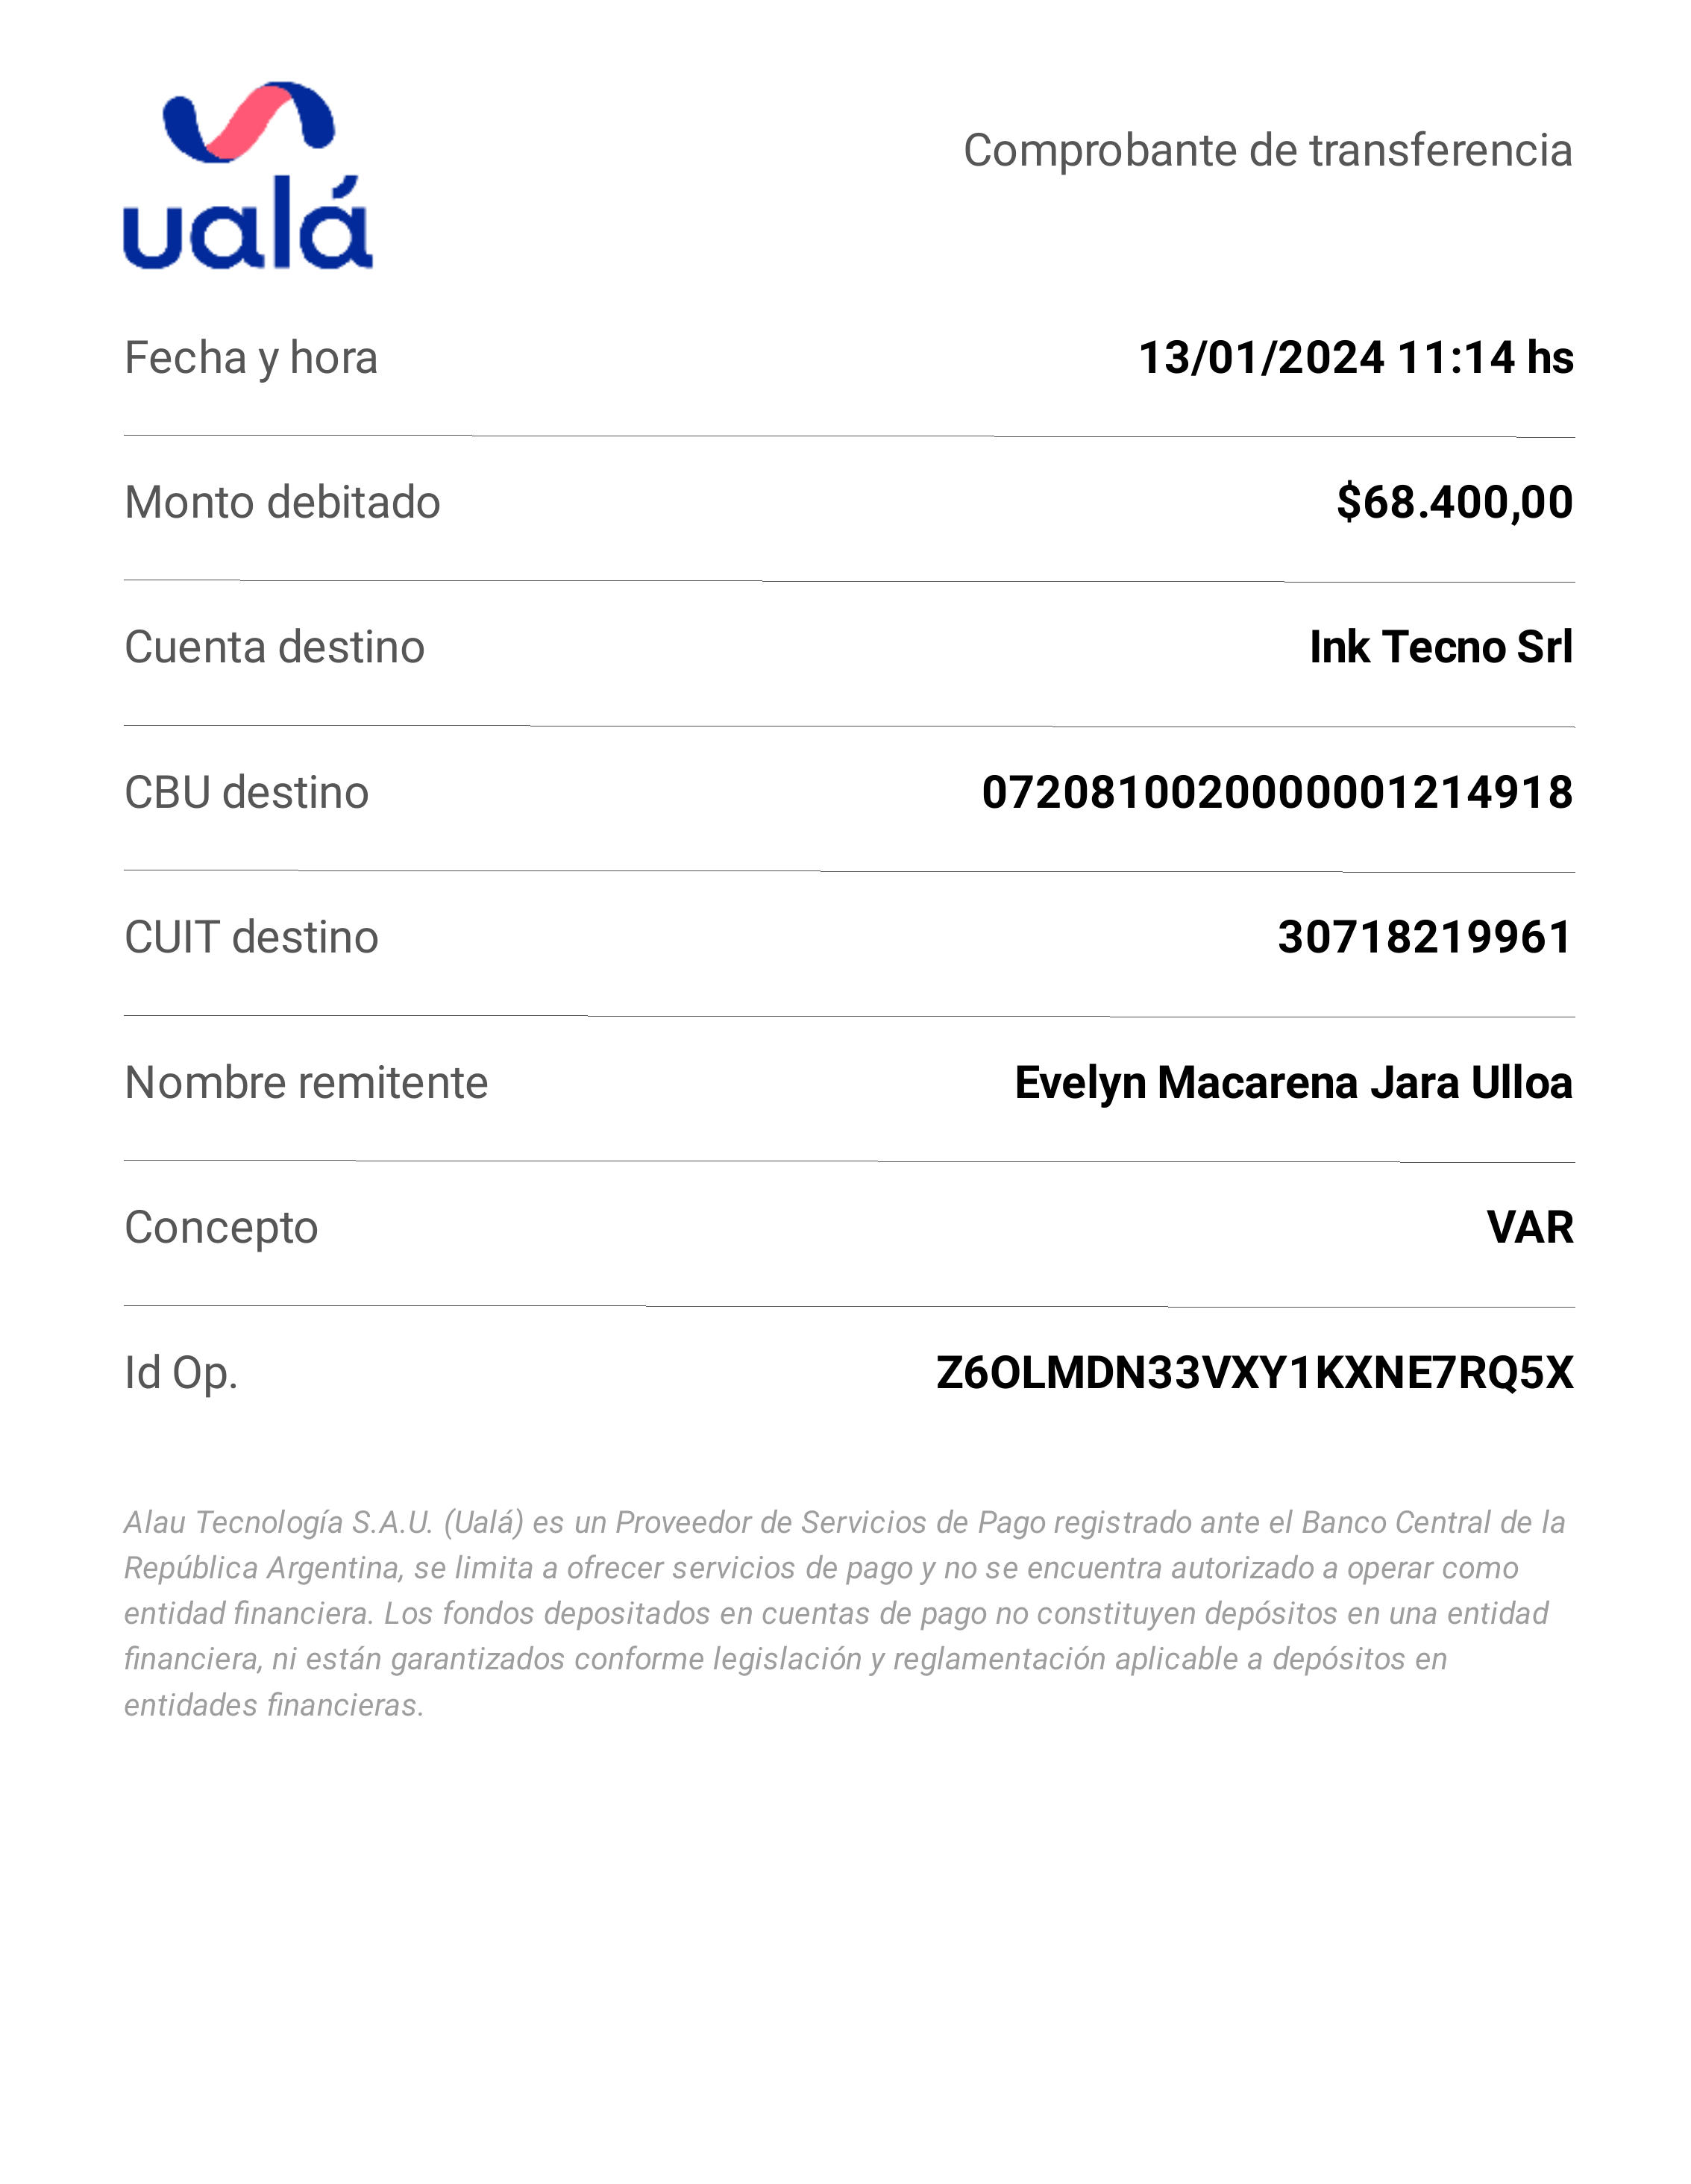 ualá
Comprobante de transferencia
Fecha y hora 13/01/2024 11:14 hs
Monto debitado $68.400,00
Cuenta destino Ink Tecno Srl
CBU destino 0720810020000001214918
CUIT destino 30718219961
Nombre remitente Evelyn Macarena Jara Ulloa
Concepto VAR
Id Op. Z6OLMDN33VXY1KXNE7RQ5X
Alau Tecnología S.A.U. (Ualá) es un Proveedor de Servicios de Pago registrado ante el Banco Central de la
República Argentina, se limita a ofrecer servicios de pago y no se encuentra autorizado a operar como
entidad financiera. Los fondos depositados en cuentas de pago no constituyen depósitos en una entidad
financiera, ni están garantizados conforme legislación y reglamentación aplicable a depósitos en
entidades financieras.